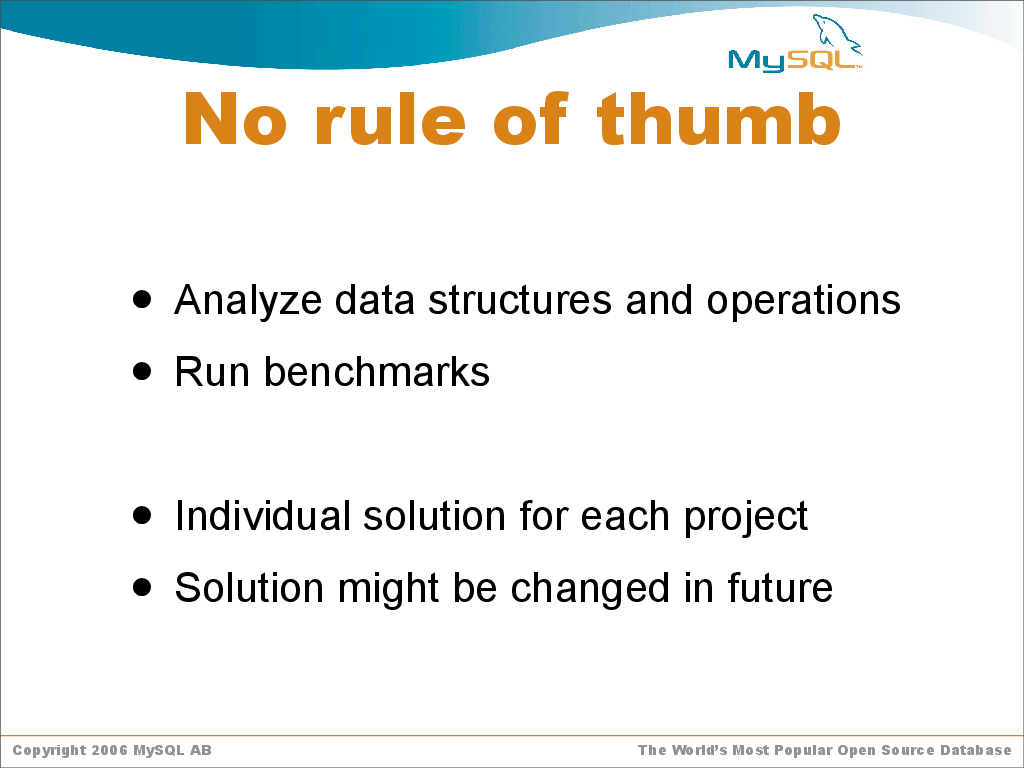 MySQL™
No rule of thumb
● Analyze data structures and operations
● Run benchmarks
● Individual solution for each project
● Solution might be changed in future
Copyright 2006 MySQL AB
The World’s Most Popular Open Source Database